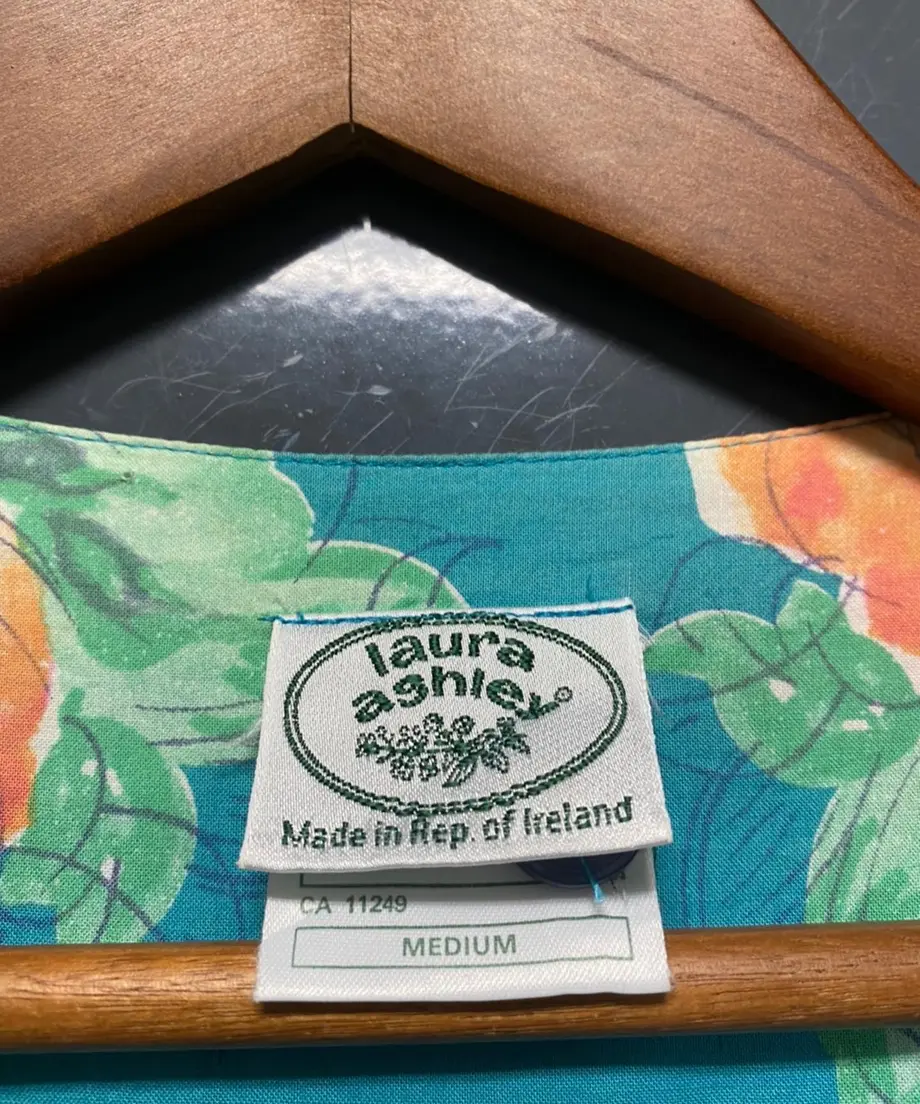 laura
ashley®
Made in Rep. of Ireland
CA 11249
MEDIUM